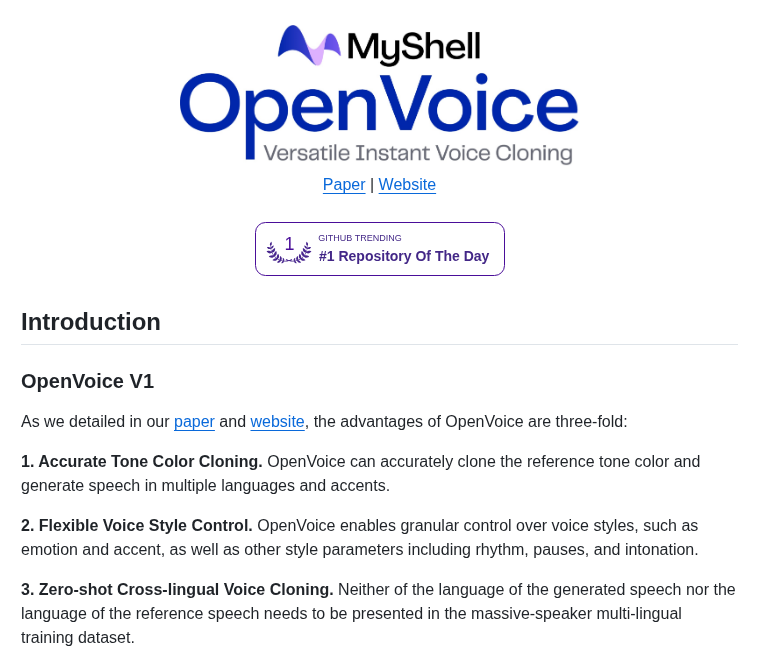 MyShell
OpenVoice
Versatile Instant Voice Cloning
Paper | Website
1
GITHUB TRENDING
#1 Repository Of The Day
Introduction
OpenVoice V1
As we detailed in our paper and website, the advantages of OpenVoice are three-fold:
1. Accurate Tone Color Cloning. OpenVoice can accurately clone the reference tone color and
generate speech in multiple languages and accents.
2. Flexible Voice Style Control. OpenVoice enables granular control over voice styles, such as
emotion and accent, as well as other style parameters including rhythm, pauses, and intonation.
3. Zero-shot Cross-lingual Voice Cloning. Neither of the language of the generated speech nor the
language of the reference speech needs to be presented in the massive-speaker multi-lingual
training dataset.